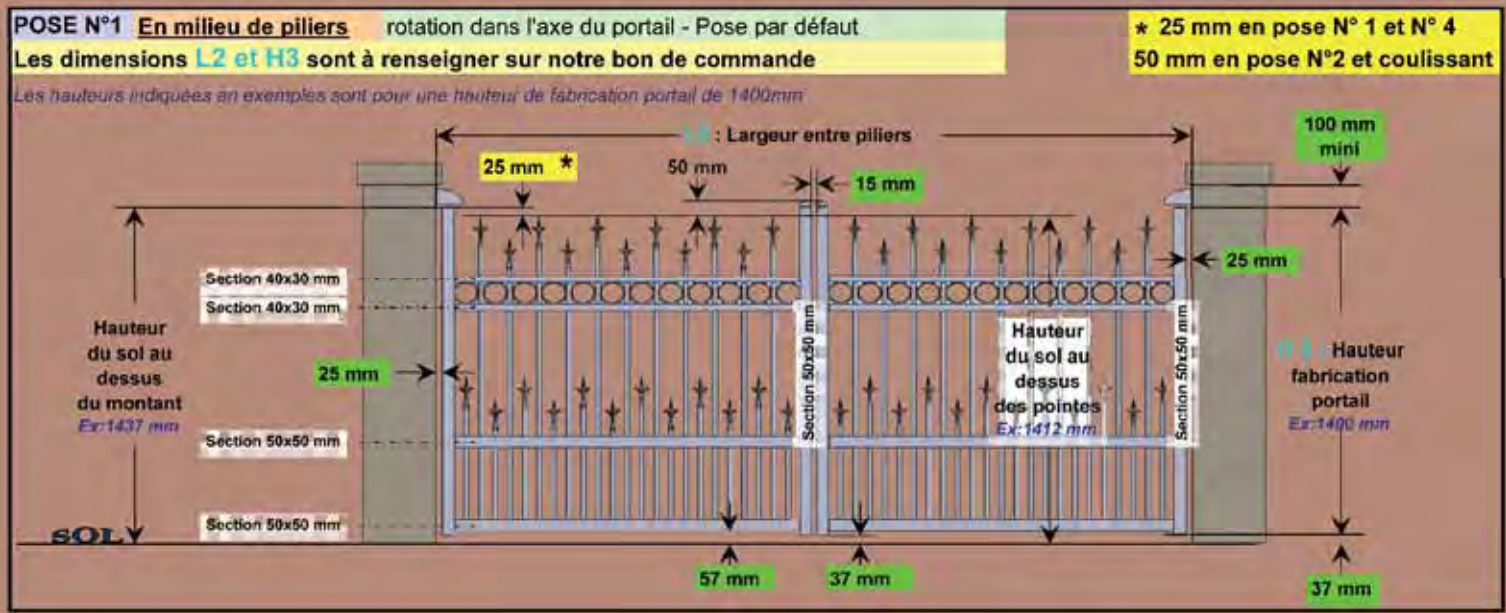 POSE N°1 En milieu de piliers rotation dans l'axe du portail - Pose par défaut
Les dimensions L2 et H3 sont à renseigner sur notre bon de commande
* 25 mm en pose N° 1 et N° 4
50 mm en pose N°2 et coulissant
Les hauteurs indiquées en exemples sont pour une hauteur de fabrication portail de 1400mm
: Largeur entre piliers
100 mm
mini
25 mm *
50 mm
15 mm
25 mm
Section 40x30 mm
Section 40x30 mm
Hauteur
du sol au
dessus
du montant
Ex:1437 mm
25 mm
Section 50x50 mm
Hauteur
du sol au
dessus
des pointes
Ex:1412 mm
Section 50x50 mm
: Hauteur
fabrication
portail
Ex:1400 mm
Section 50x50 mm
Section 50x50 mm
SOL
57 mm
37 mm
37 mm